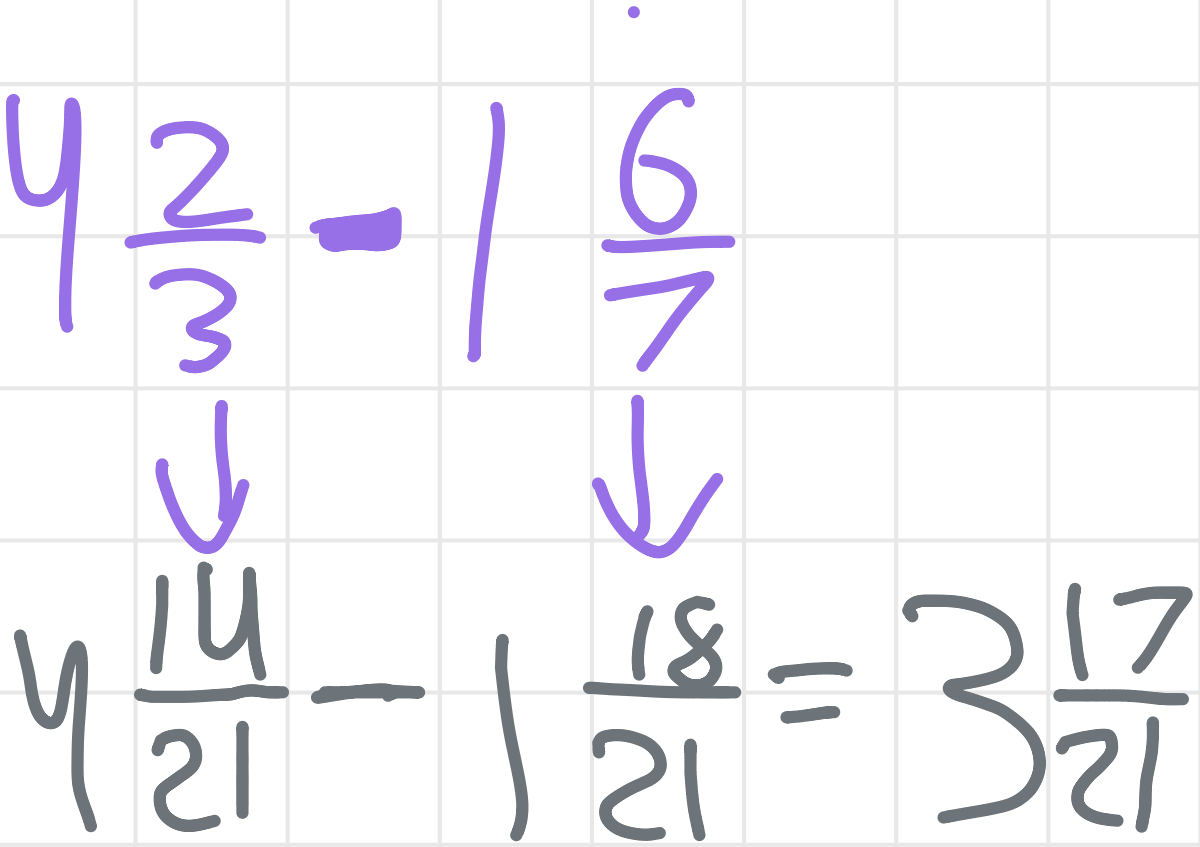 4 2/3 - 1 6/7
↓ ↓
4 14/21 - 1 18/21 = 3 17/21